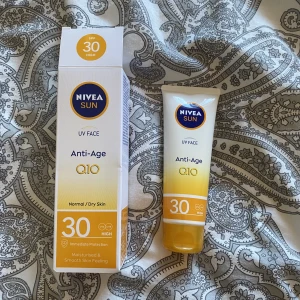 30
NIVEA
SUN
UV FACE
Anti-Age
Q10
Normal / Dry Skin
30
HIGH
NIVEA
SUN
UV FACE
Anti-Age
Q10
30